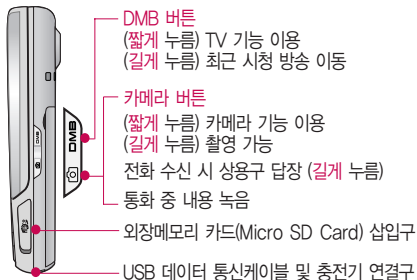 DMB 버튼
(짧게 누름) TV 기능 이용
(길게 누름) 최근 시청 방송 이동
카메라 버튼
(짧게 누름) 카메라 기능 이용
(길게 누름) 촬영 기능
전화 수신 시 상용구 답장 (길게 누름)
통화 중 내용 녹음
외장메모리 카드(Micro SD Card) 삽입구
USB 데이터 통신케이블 및 충전기 연결구
DMB
DMB